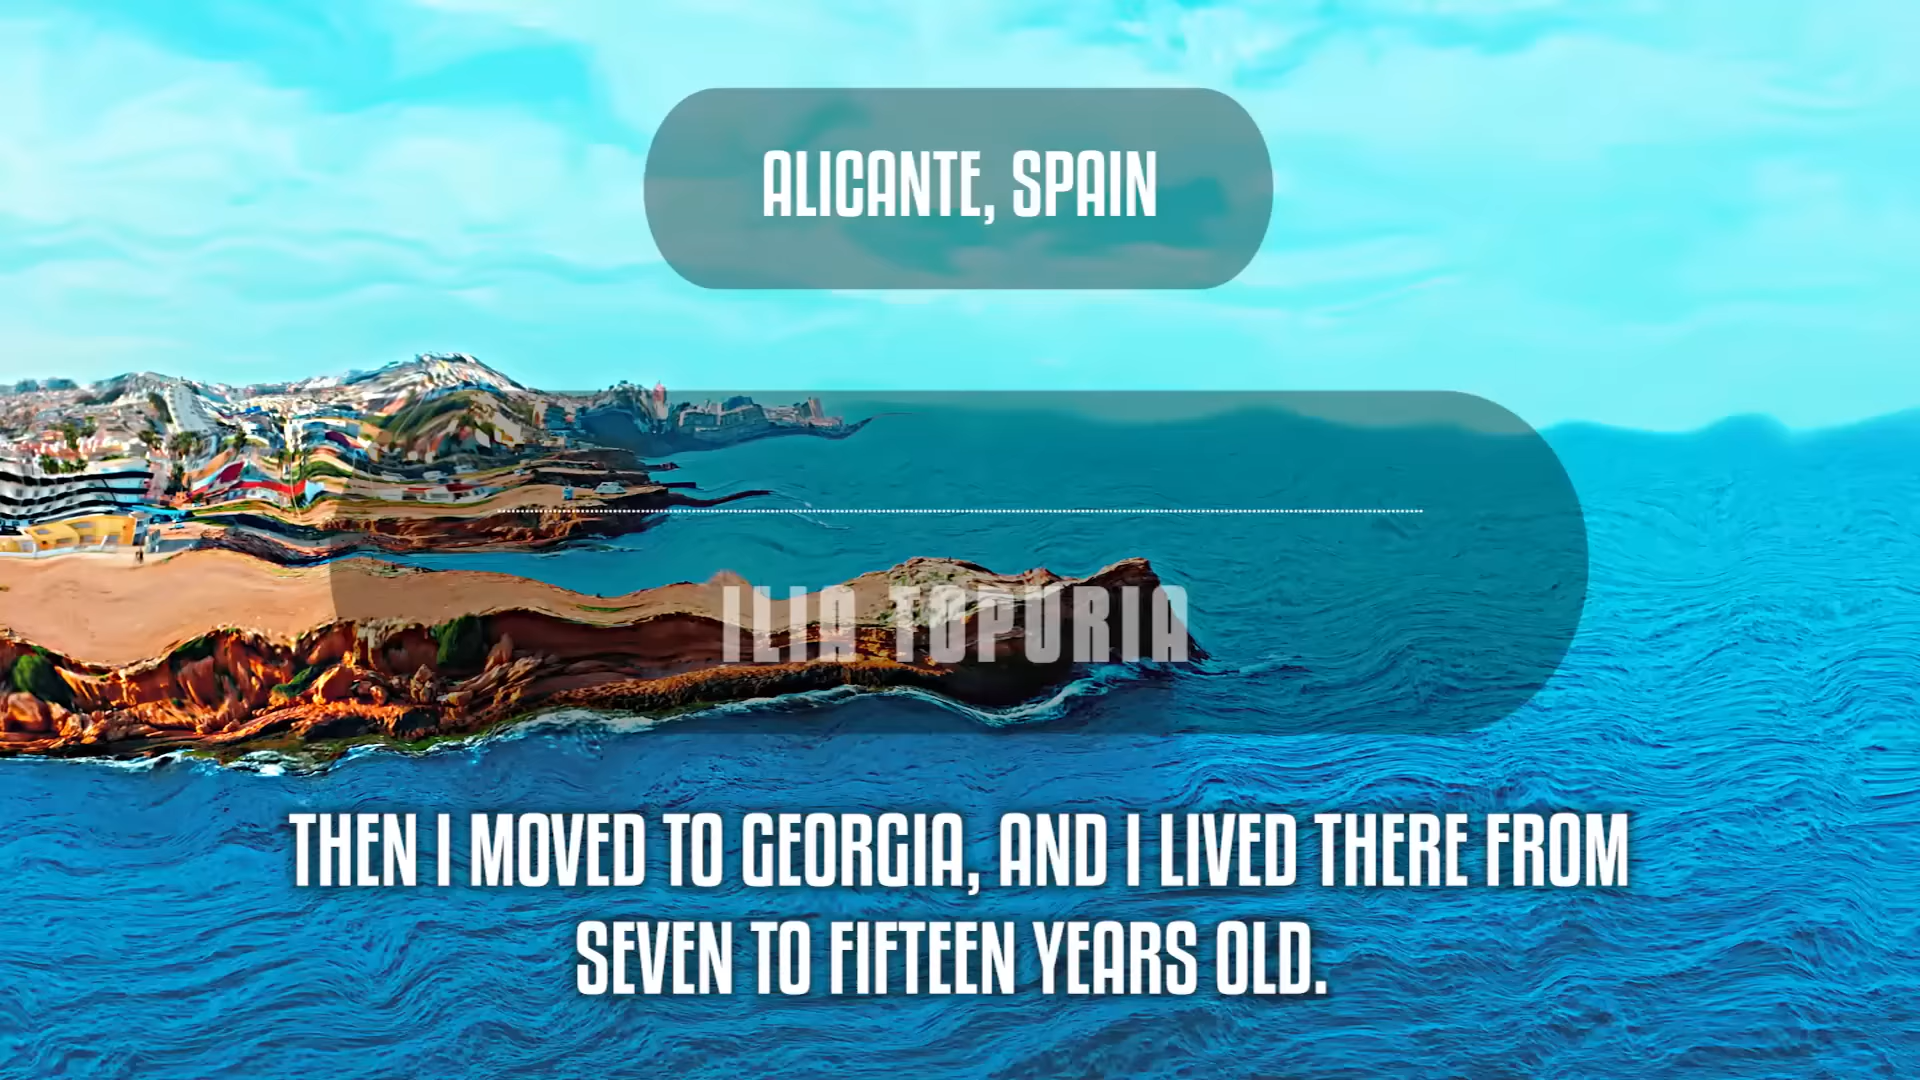 ALICANTE, SPAIN
ILIA TOPURIA
THEN I MOVED TO GEORGIA, AND I LIVED THERE FROM
SEVEN TO FIFTEEN YEARS OLD.